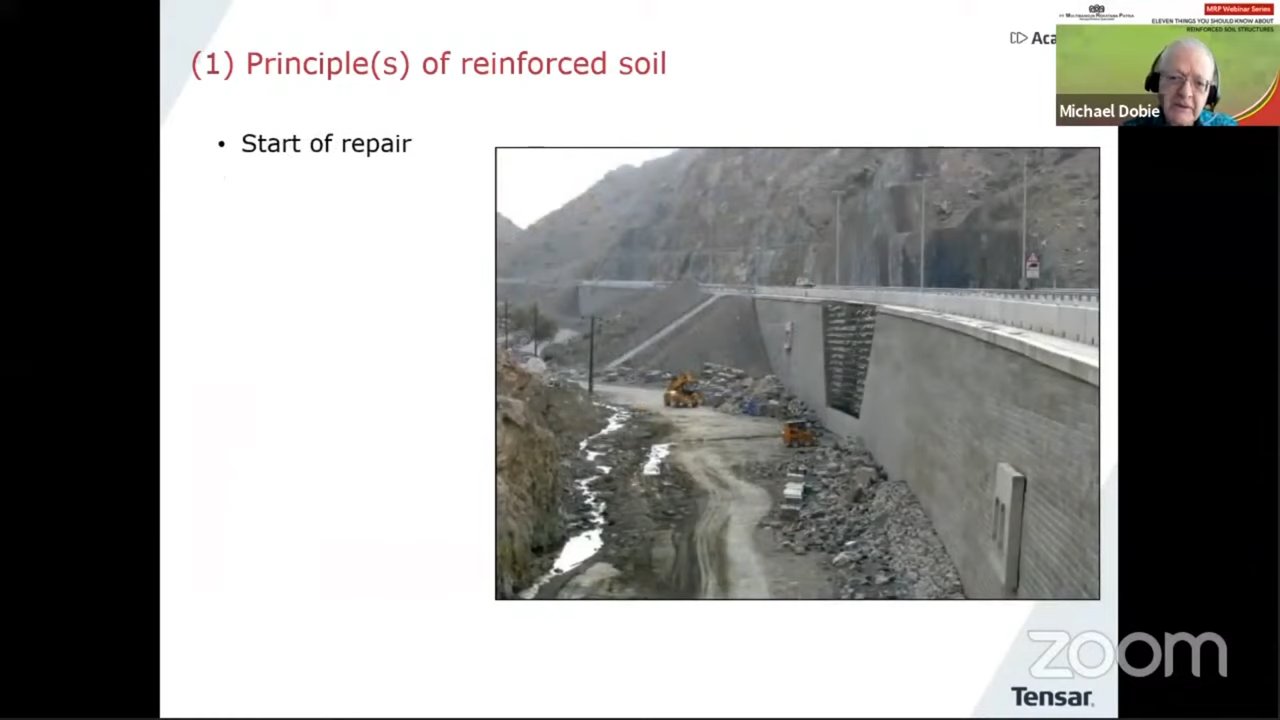 MRP Webinar Series
ELEVEN THINGS YOU SHOULD KNOW ABOUT
REINFORCED SOIL STRUCTURES
Aca
(1) Principle(s) of reinforced soil
Michael Dobie
• Start of repair
zoom
Tensar